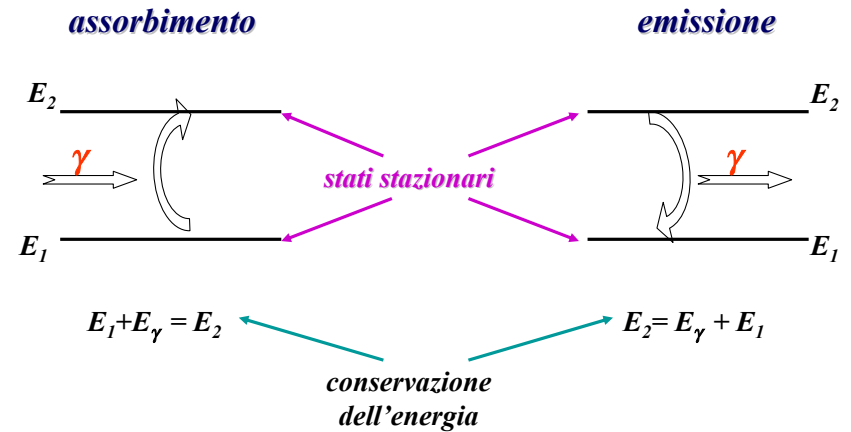 assorbimento
emissione
E₂
E₂
γ
γ
stati stazionari
E₁
E₁
E₁+Eγ = E₂
E₂= Eγ + E₁
conservazione
dell’energia